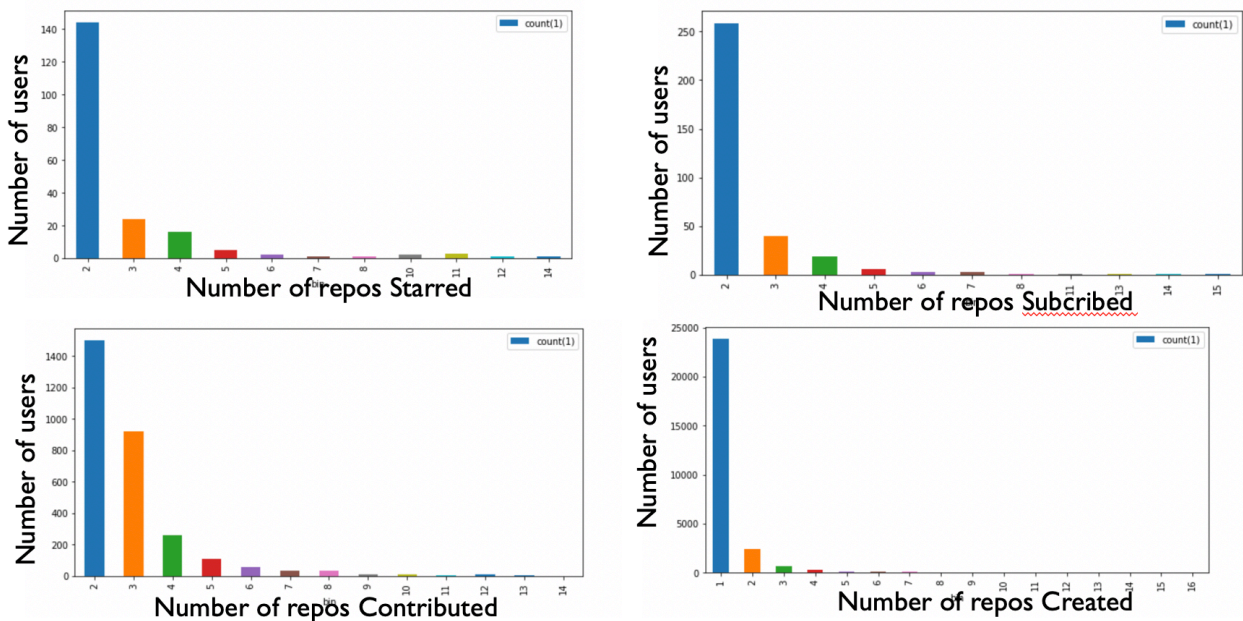 count(1)
140
120
100
80
60
40
20
0
Number of users
2 3 4 5 6 7 8 10 11 12 14
bin
Number of repos Starred
count(1)
250
200
150
100
50
0
Number of users
2 3 4 5 6 7 8 11 13 14 15
Number of repos Subcribed
count(1)
1400
1200
1000
800
600
400
200
0
Number of users
2 3 4 5 6 7 8 9 10 11 12 13 14
bin
Number of repos Contributed
count(1)
25000
20000
15000
10000
5000
0
Number of users
1 2 3 4 5 6 7 8 9 10 11 12 13 14 15 16
Number of repos Created